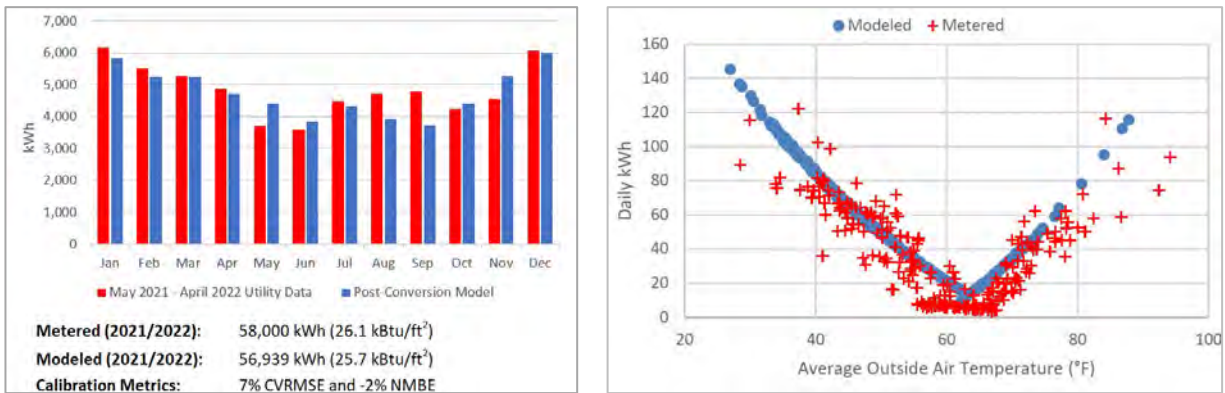 7,000
6,000
5,000
4,000
3,000
2,000
1,000
0
kWh
Jan Feb Mar Apr May Jun Jul Aug Sep Oct Nov Dec
May 2021 - April 2022 Utility Data Post-Conversion Model
Metered (2021/2022): 58,000 kWh (26.1 kBtu/ft²)
Modeled (2021/2022): 56,939 kWh (25.7 kBtu/ft²)
Calibration Metrics: 7% CVRMSE and -2% NMBE
Modeled Metered
160
140
120
100
80
60
40
20
0
Daily kWh
20 40 60 80 100
Average Outside Air Temperature (°F)